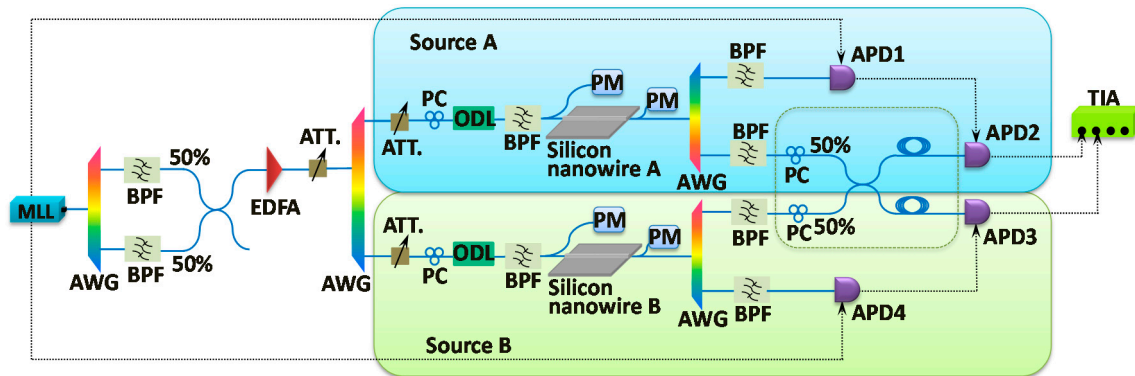 Source A
BPF
APD1
PM
PM
TIA
PC
ODL
APD2
ATT.
BPF
BPF
50%
50%
ATT.
Silicon
nanowire A
PC
BPF
EDFA
AWG
MLL
BPF
ATT.
PM
PM
PC
50%
APD3
50%
PC
ODL
BPF
BPF
AWG
BPF
AWG
Silicon
nanowire B
AWG
BPF
APD4
Source B